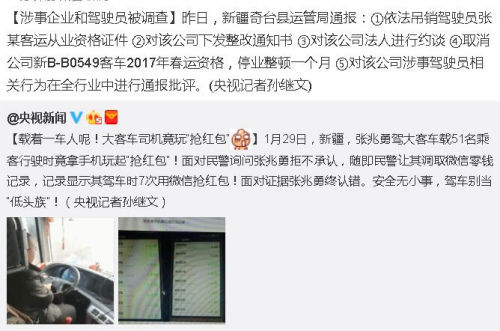 【涉事企业和驾驶员被调查】昨日，新疆奇台县运管局通报：①依法吊销驾驶员张
某客运从业资格证件 ②对该公司下发整改通知书 ③对该公司法人进行约谈 ④取消
公司新B-B0549客车2017年春运资格，停业整顿一个月 ⑤对该公司涉事驾驶员相
关行为在全行业中进行通报批评。(央视记者孙继文)
@央视新闻
【载着一车人呢！大客车司机竟玩"抢红包"】1月29日，新疆，张兆勇驾大客车载51名乘
客行驶时竟拿手机玩起"抢红包"！面对民警询问张兆勇拒不承认，随即民警让其调取微信零钱
记录，记录显示其驾车时7次用微信抢红包！面对证据张兆勇终认错。安全无小事，驾车别当
"低头族"！（央视记者孙继文）